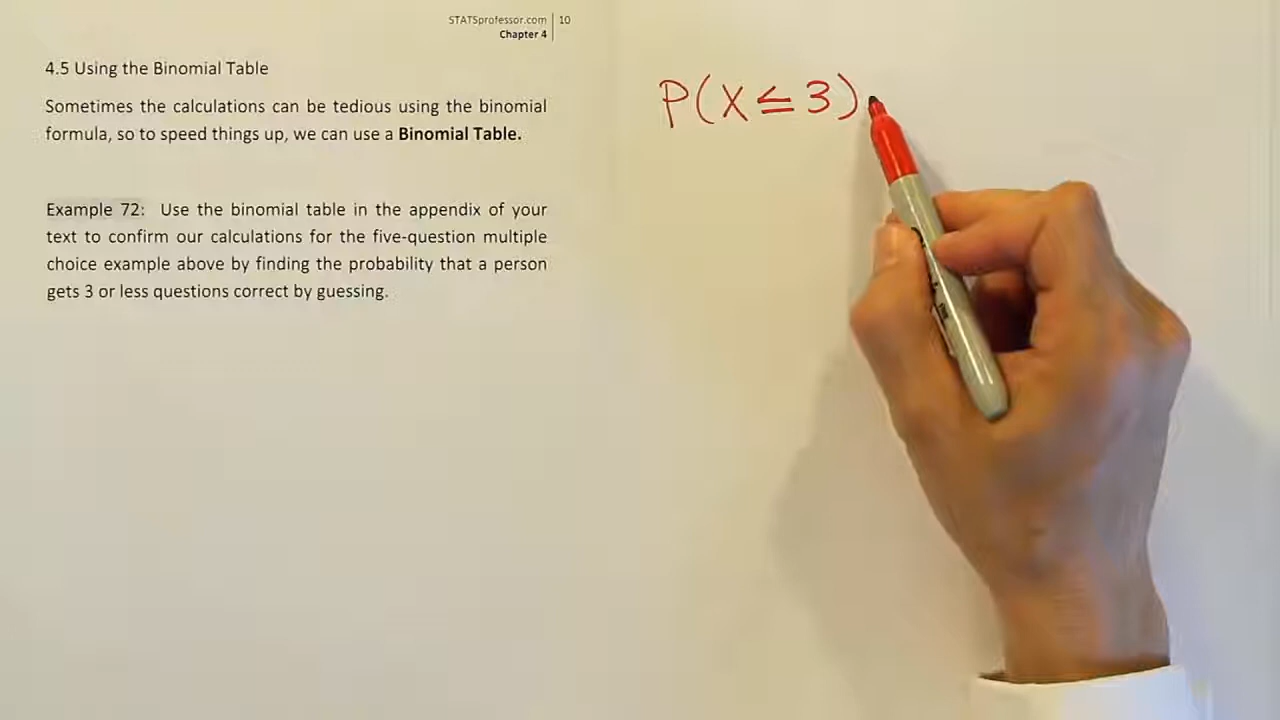 STATSprofessor.com | 10
Chapter 4
4.5 Using the Binomial Table
Sometimes the calculations can be tedious using the binomial
formula, so to speed things up, we can use a Binomial Table.
Example 72: Use the binomial table in the appendix of your
text to confirm our calculations for the five-question multiple
choice example above by finding the probability that a person
gets 3 or less questions correct by guessing.
P(X ≤ 3)